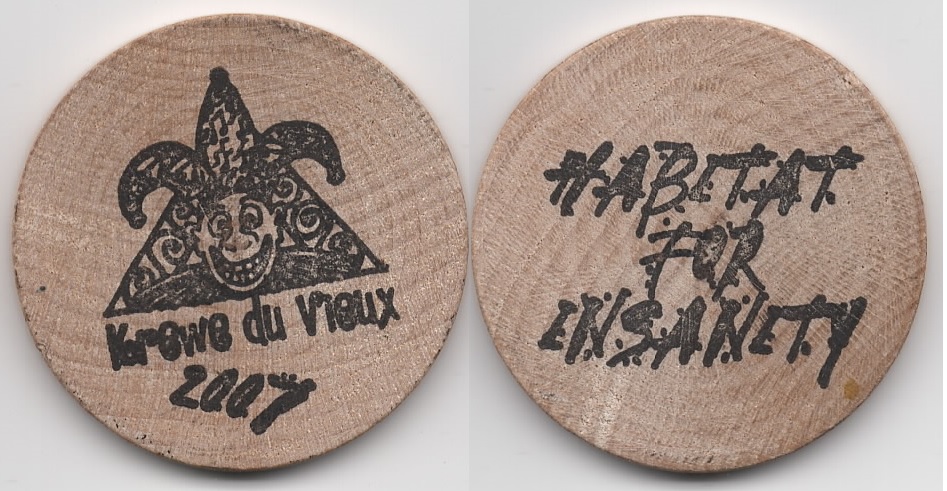 Krewe du Vieux
2007
HABITAT
FOR
INSANITY